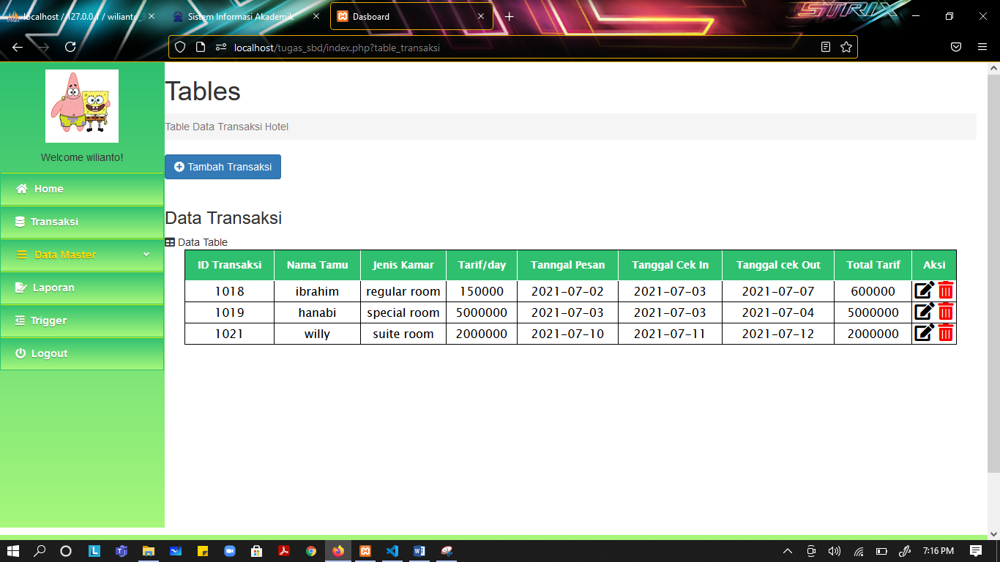 localhost / 127.0.0.1 / wilianto_
Sistem Informasi Akademik
Dasboard
STRIX
localhost/tugas_sbd/index.php?table_transaksi
Welcome wilianto!
Home
Transaksi
Data Master
Laporan
Trigger
Logout
Tables
Table Data Transaksi Hotel
Tambah Transaksi
Data Transaksi
Data Table
ID Transaksi Nama Tamu Jenis Kamar Tarif/day Tanngal Pesan Tanggal Cek In Tanggal cek Out Total Tarif Aksi
1018 ibrahim regular room 150000 2021-07-02 2021-07-03 2021-07-07 600000
1019 hanabi special room 5000000 2021-07-03 2021-07-03 2021-07-04 5000000
1021 willy suite room 2000000 2021-07-10 2021-07-11 2021-07-12 2000000
7:16 PM